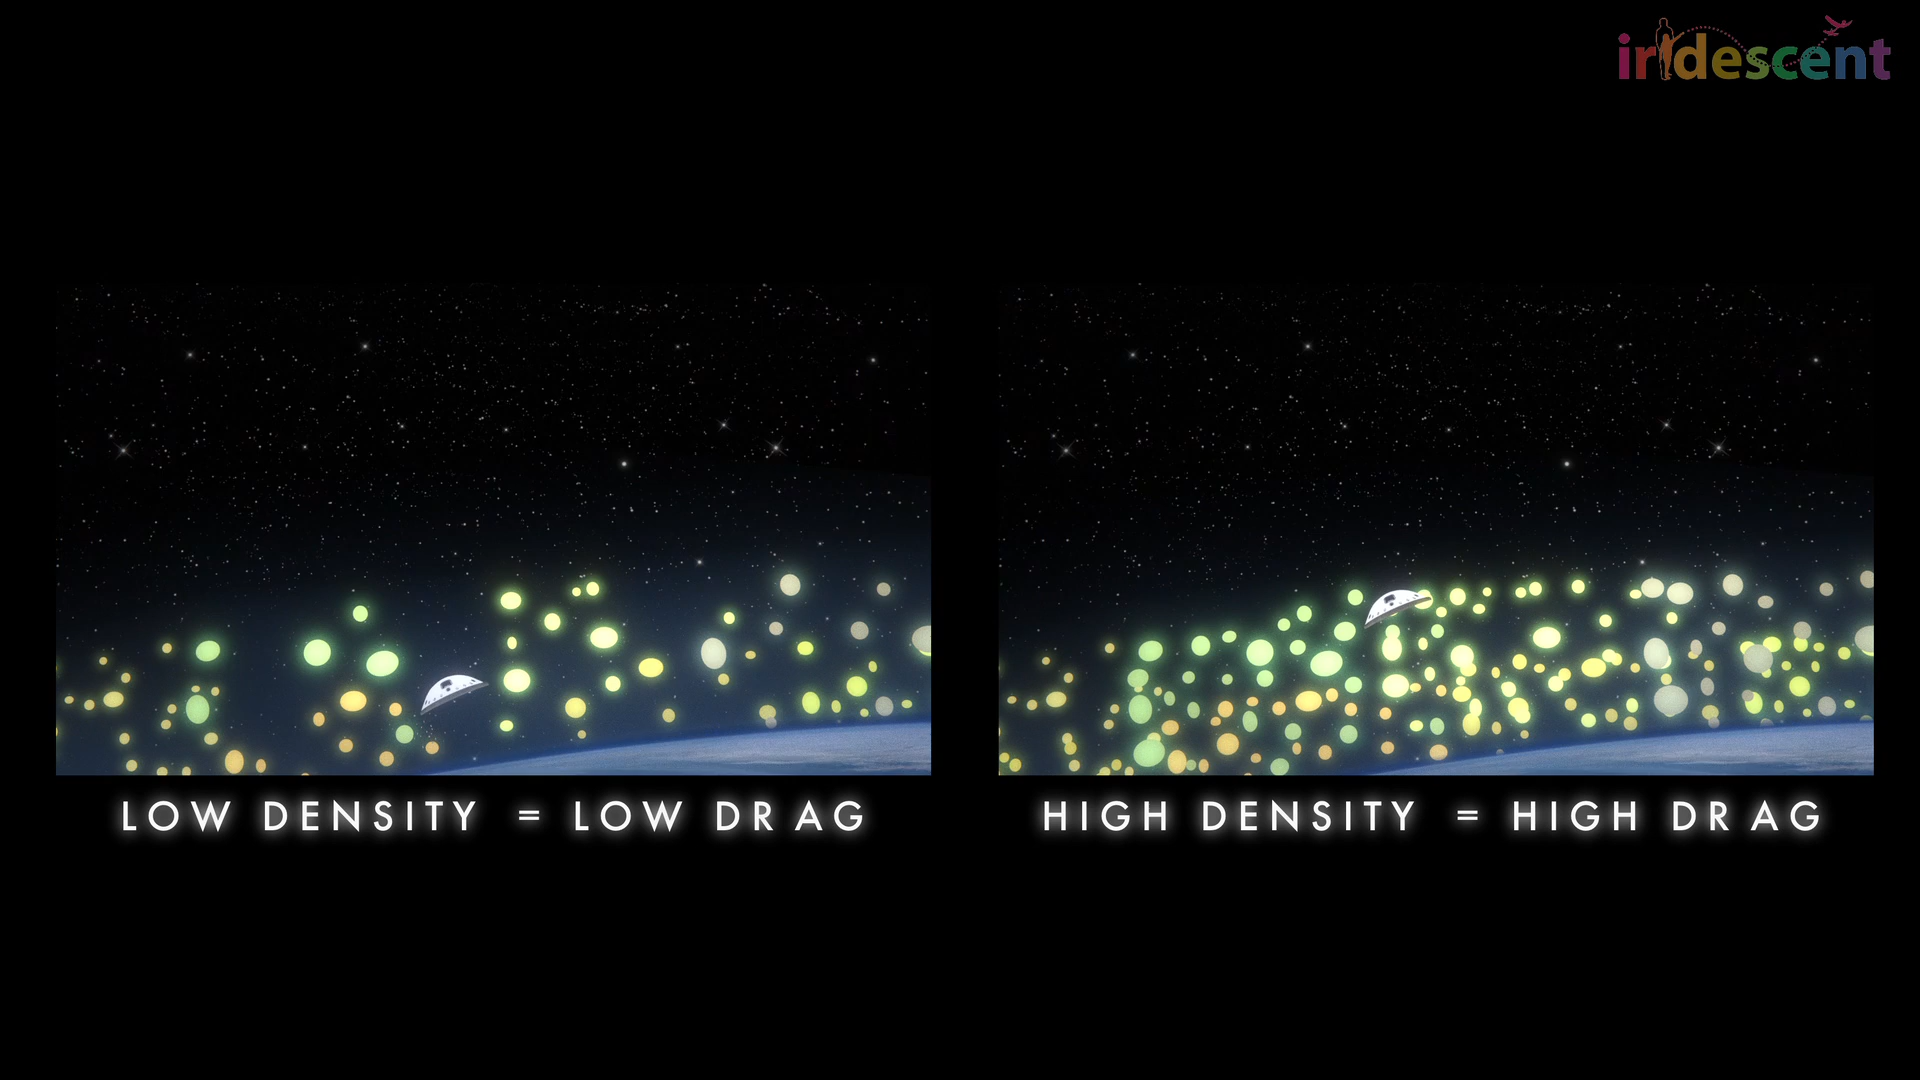 iridescent
LOW DENSITY = LOW DRAG
HIGH DENSITY = HIGH DRAG